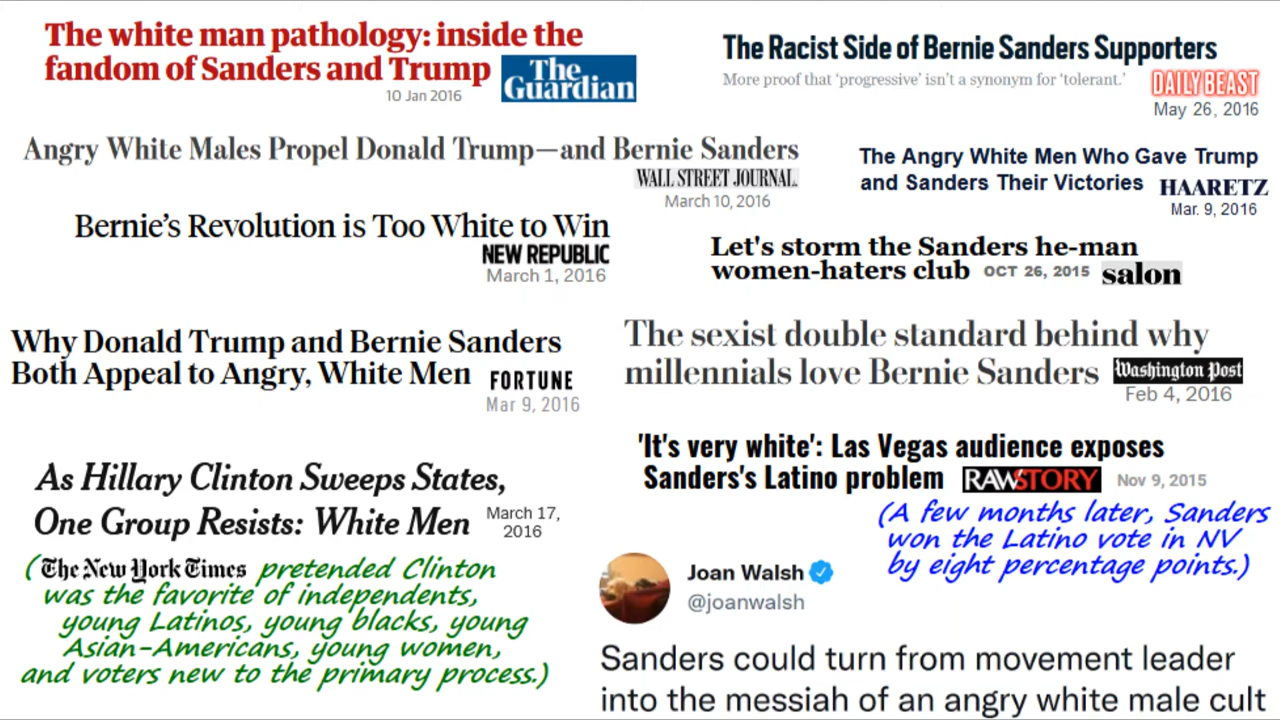 The white man pathology: inside the
fandom of Sanders and Trump
The Guardian
10 Jan 2016
The Racist Side of Bernie Sanders Supporters
More proof that ‘progressive’ isn’t a synonym for ‘tolerant.’
DAILY BEAST
May 26, 2016
Angry White Males Propel Donald Trump—and Bernie Sanders
WALL STREET JOURNAL.
March 10, 2016
The Angry White Men Who Gave Trump
and Sanders Their Victories
HAARETZ
Mar. 9, 2016
Bernie’s Revolution is Too White to Win
NEW REPUBLIC
March 1, 2016
Let's storm the Sanders he-man
women-haters club OCT 26, 2015 salon
Why Donald Trump and Bernie Sanders
Both Appeal to Angry, White Men
FORTUNE
Mar 9, 2016
The sexist double standard behind why
millennials love Bernie Sanders
Washington Post
Feb 4, 2016
As Hillary Clinton Sweeps States,
One Group Resists: White Men
March 17,
2016
(The New York Times pretended Clinton
was the favorite of independents,
young Latinos, young blacks, young
Asian-Americans, young women,
and voters new to the primary process.)
'It's very white': Las Vegas audience exposes
Sanders's Latino problem RAWSTORY Nov 9, 2015
(A few months later, Sanders
won the Latino vote in NV
by eight percentage points.)
Joan Walsh
@joanwalsh
Sanders could turn from movement leader
into the messiah of an angry white male cult